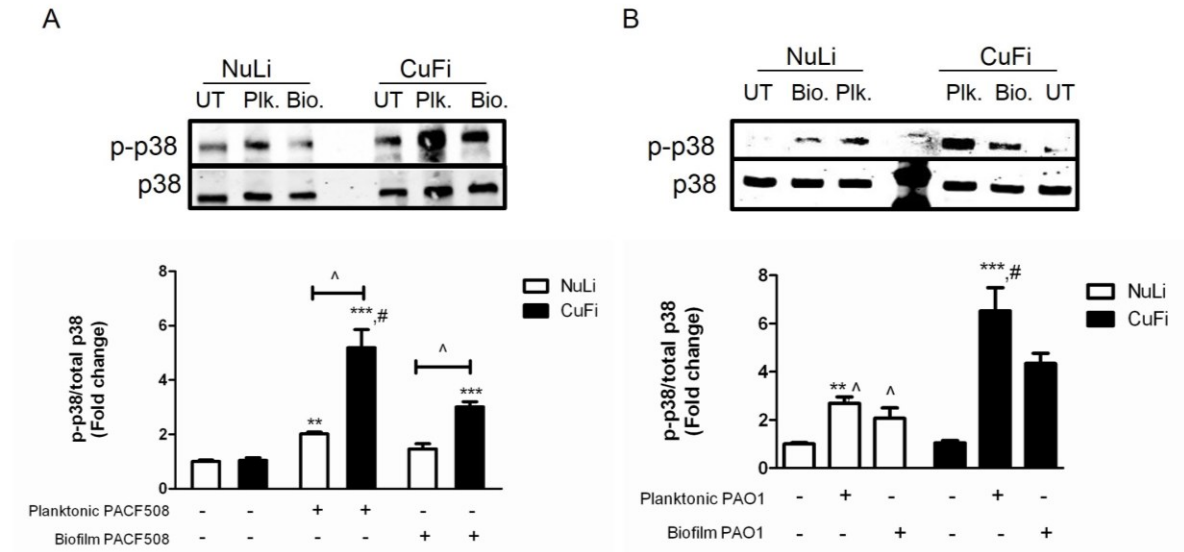 A
NuLi CuFi
UT Plk. Bio. UT Plk. Bio.
p-p38
p38
8
6
4
2
0
p-p38/total p38
(Fold change)
^
***,#
**
^
***
NuLi
CuFi
Planktonic PACF508 - - + + - -
Biofilm PACF508 - - - - + +
B
NuLi CuFi
UT Bio. Plk. Plk. Bio. UT
p-p38
p38
8
6
4
2
0
p-p38/total p38
(Fold change)
** ^
^
***,#
NuLi
CuFi
Planktonic PAO1 - + - - + -
Biofilm PAO1 - - + - - +